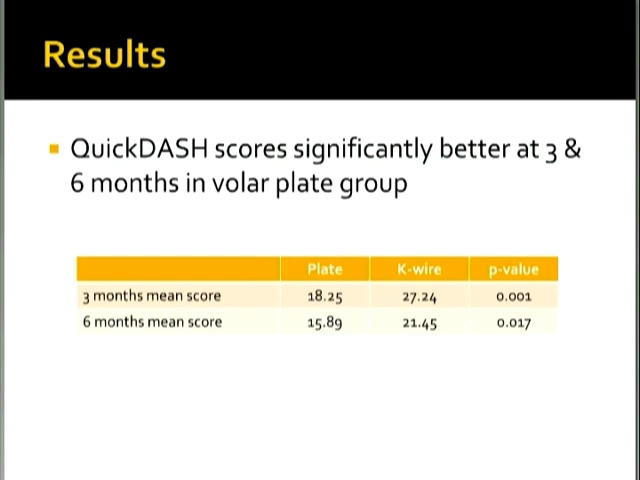 Results
QuickDASH scores significantly better at 3 &
6 months in volar plate group
Plate K-wire p-value
3 months mean score 18.25 27.24 0.001
6 months mean score 15.89 21.45 0.017